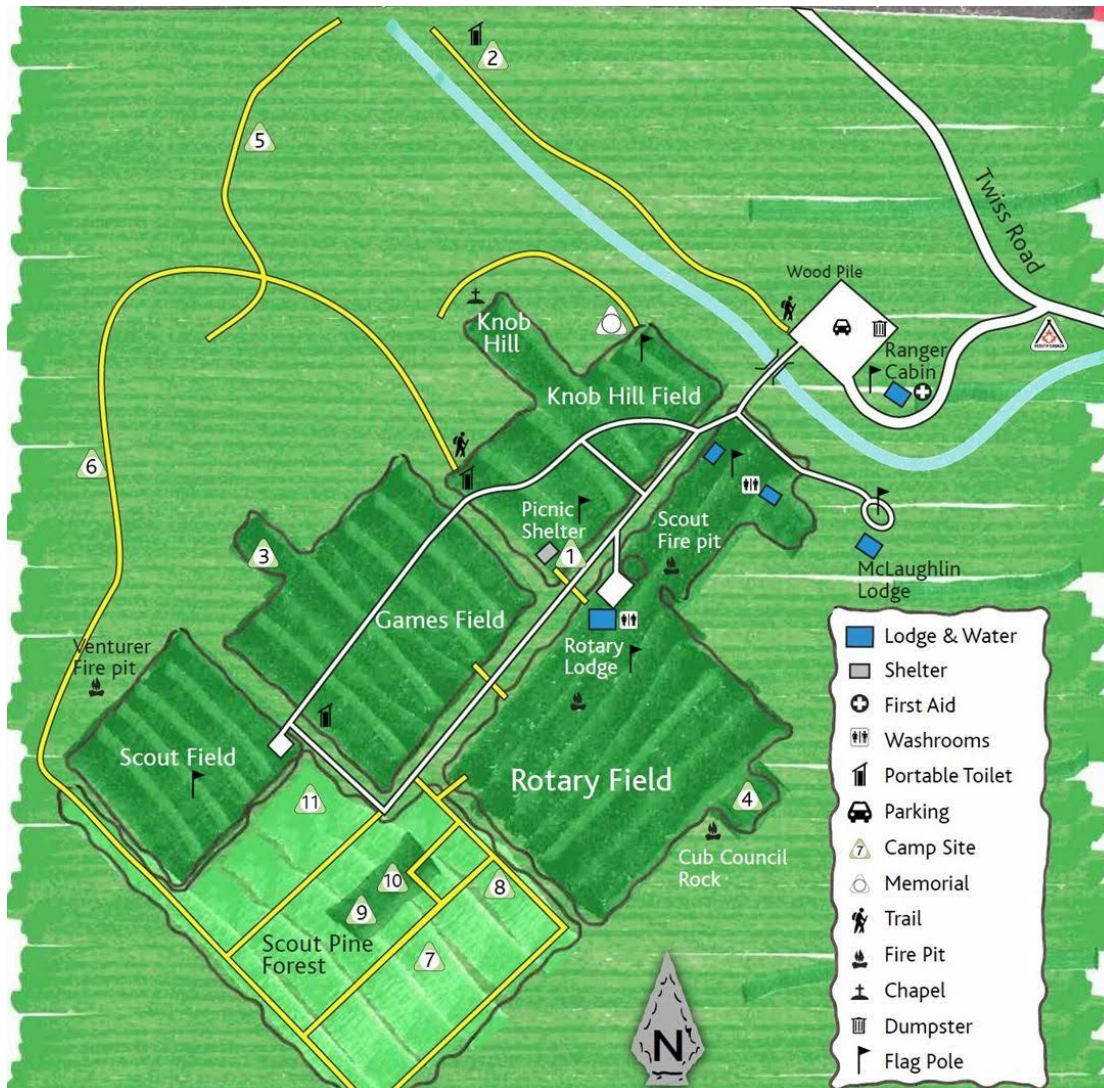 2
5
Twiss Road
Wood Pile
Knob
Hill
Ranger
Cabin
Knob Hill Field
6
Picnic
Shelter
Scout
Fire pit
3
1
McLaughlin
Lodge
Games Field
Venturer
Fire pit
Rotary
Lodge
Scout Field
Rotary Field
11
4
Cub Council
Rock
10
8
9
Scout Pine
Forest
7
N
Lodge & Water
Shelter
First Aid
Washrooms
Portable Toilet
Parking
7
Camp Site
Memorial
Trail
Fire Pit
Chapel
Dumpster
Flag Pole